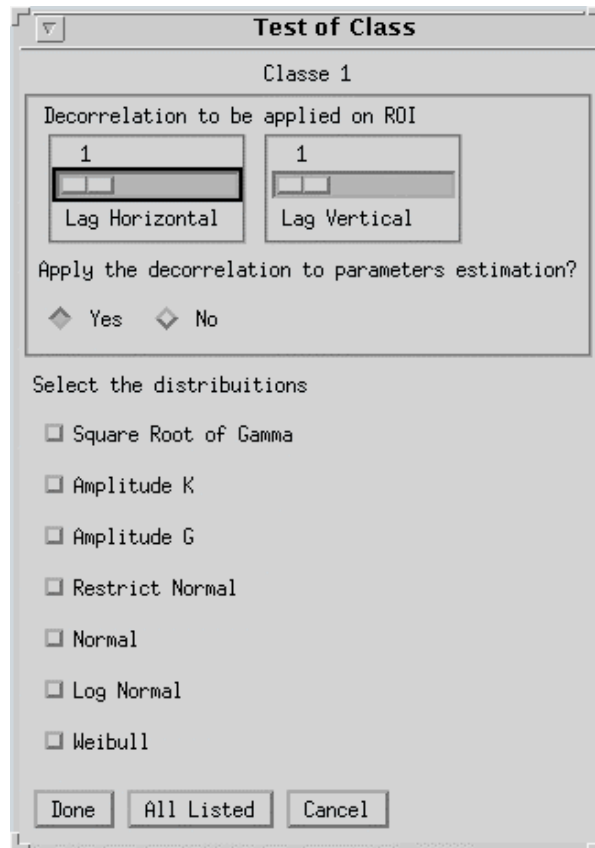 Test of Class
Classe 1
Decorrelation to be applied on ROI
1 1
Lag Horizontal Lag Vertical
Apply the decorrelation to parameters estimation?
Yes No
Select the distribuitions
Square Root of Gamma
Amplitude K
Amplitude G
Restrict Normal
Normal
Log Normal
Weibull
Done All Listed Cancel